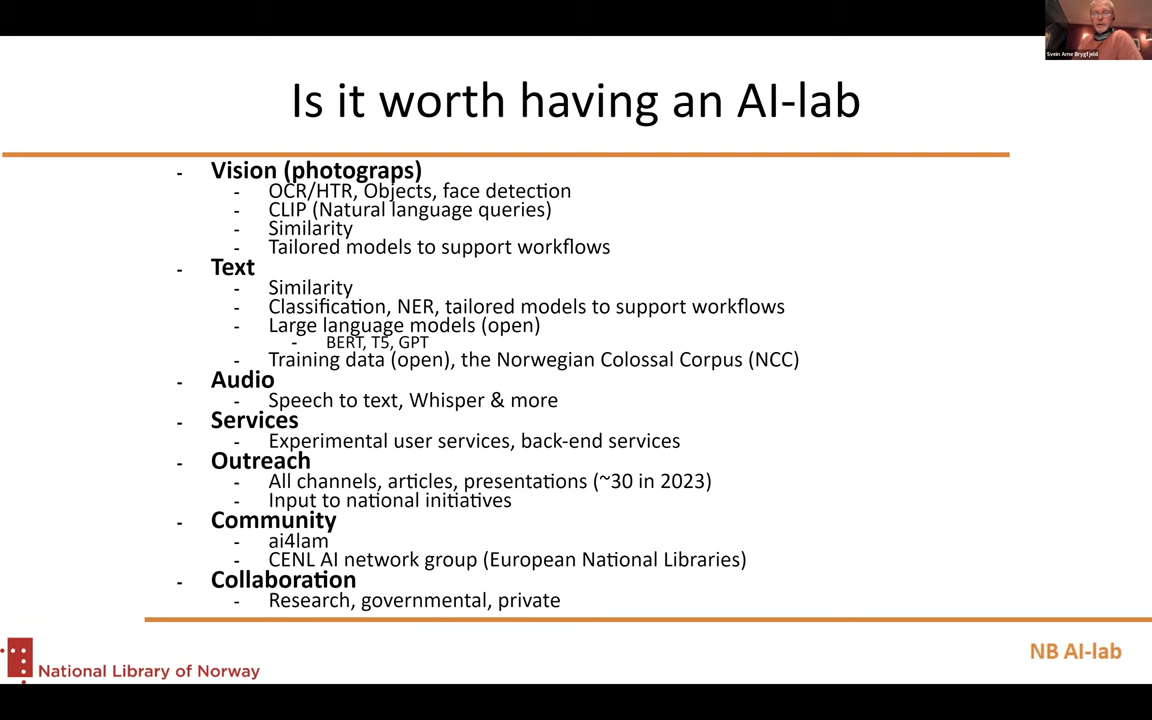 Svein Arne Brygfjeld
Is it worth having an AI-lab
- Vision (photograps)
- OCR/HTR, Objects, face detection
- CLIP (Natural language queries)
- Similarity
- Tailored models to support workflows
- Text
- Similarity
- Classification, NER, tailored models to support workflows
- Large language models (open)
- BERT, T5, GPT
- Training data (open), the Norwegian Colossal Corpus (NCC)
- Audio
- Speech to text, Whisper & more
- Services
- Experimental user services, back-end services
- Outreach
- All channels, articles, presentations (~30 in 2023)
- Input to national initiatives
- Community
- ai4lam
- CENL AI network group (European National Libraries)
- Collaboration
- Research, governmental, private
National Library of Norway
NB AI-lab